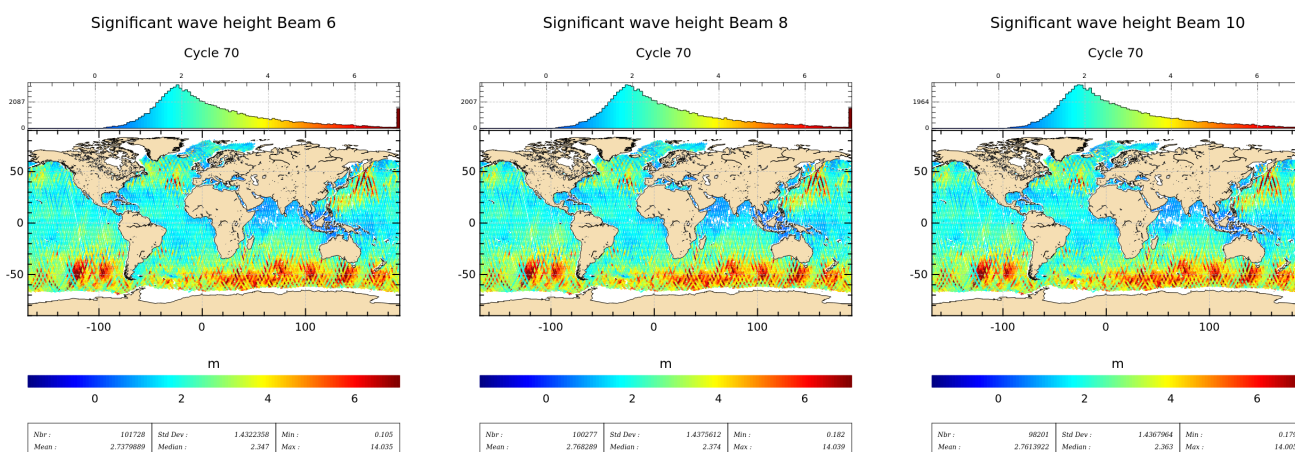 Significant wave height Beam 6
Cycle 70
0 2 4 6
2087
0
50
0
-50
-100 0 100
m
0 2 4 6
Nbr : 101728 Std Dev : 1.4322358 Min : 0.105
Mean : 2.7379889 Median : 2.347 Max : 14.035
Significant wave height Beam 8
Cycle 70
0 2 4 6
2007
0
50
0
-50
-100 0 100
m
0 2 4 6
Nbr : 100277 Std Dev : 1.4375612 Min : 0.182
Mean : 2.768289 Median : 2.374 Max : 14.039
Significant wave height Beam 10
Cycle 70
0 2 4 6
1964
0
50
0
-50
-100 0 100
m
0 2 4 6
Nbr : 98201 Std Dev : 1.4367964 Min : 0.179
Mean : 2.7613922 Median : 2.363 Max : 14.005